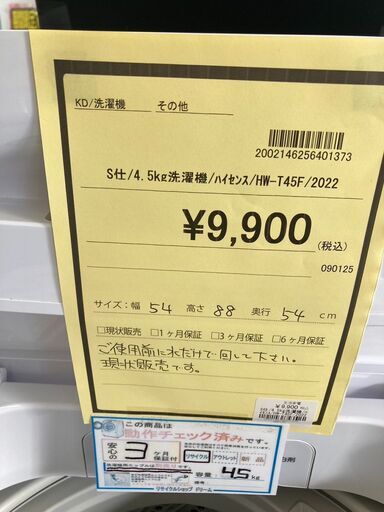 KD/洗濯機 その他
2002146256401373
S仕/4.5kg洗濯機/ﾊｲｾﾝｽ/HW-T45F/2022
¥9,900
(税込)
090125
サイズ:幅 54 高さ 88 奥行 54 cm
□現状販売 □1ヶ月保証 □3ヶ月保証 □6ヶ月保証
ご使用前に水だけで回して下さい。
現状販売です。
¥9,900
この商品は
動作チェック済みです。
安心の 3 ヶ月保証付
リサイクル アウトレット 新品
容量 4.5 kg
リサイクルショップ ドリーム